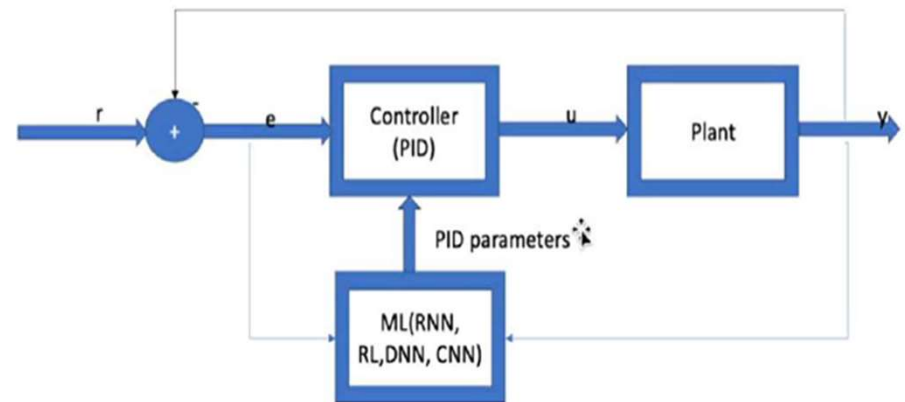 r
+
-
e
Controller
(PID)
u
Plant
y
PID parameters
ML(RNN,
RL,DNN, CNN)